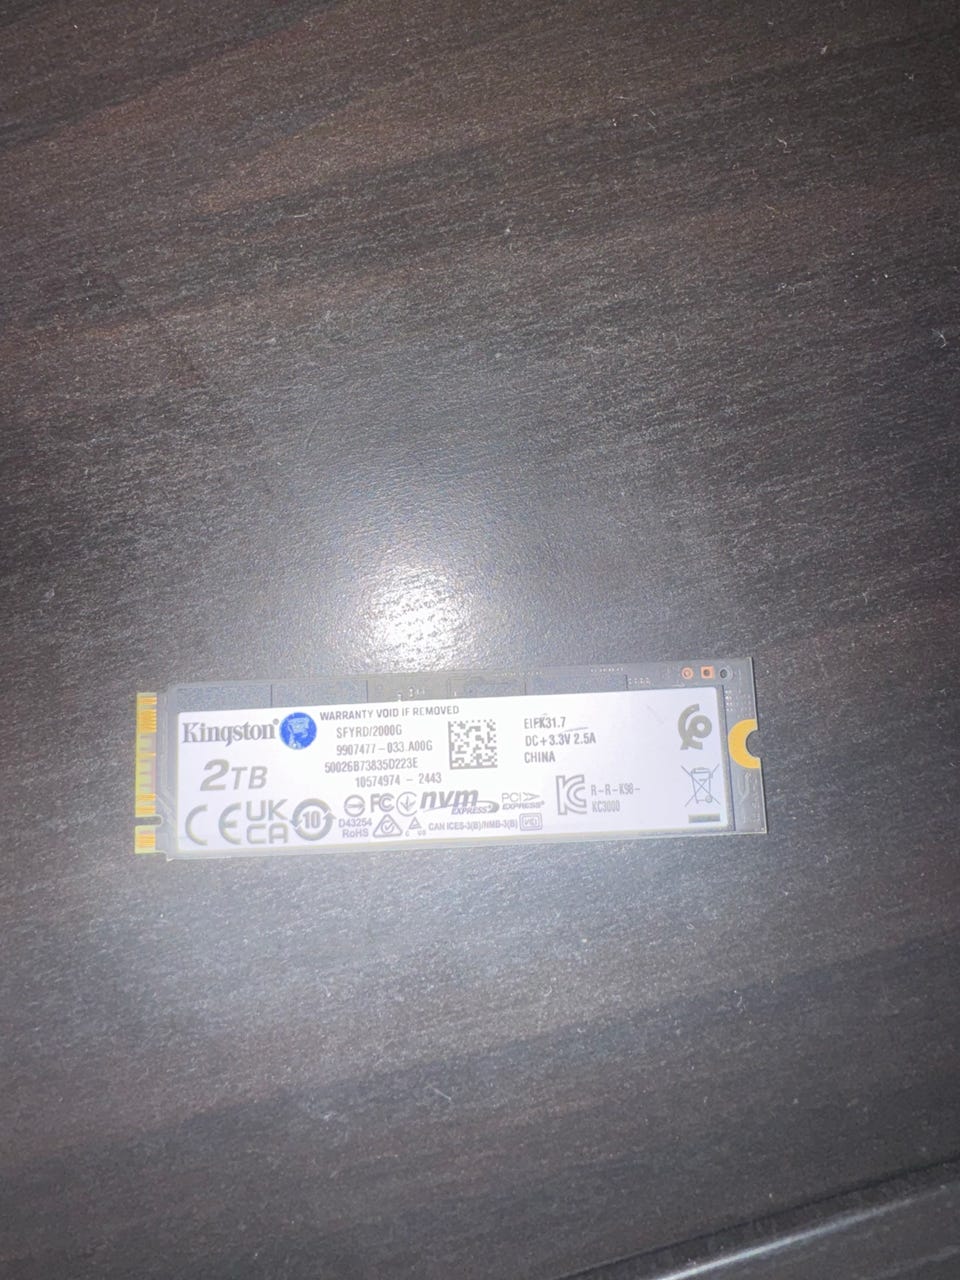 Kingston
2TB
WARRANTY VOID IF REMOVED
SFYRD/2000G
9907477-033.A00G
50026B73835D223E
10574974 - 2443
EIFK31.7
DC+3.3V 2.5A
CHINA
CE UKCA 10
D43254
RoHS
FC
nvm EXPRESS
PCI EXPRESS
CAN ICES-3(B)/NMB-3(B)
R-R-K98-
KC3000